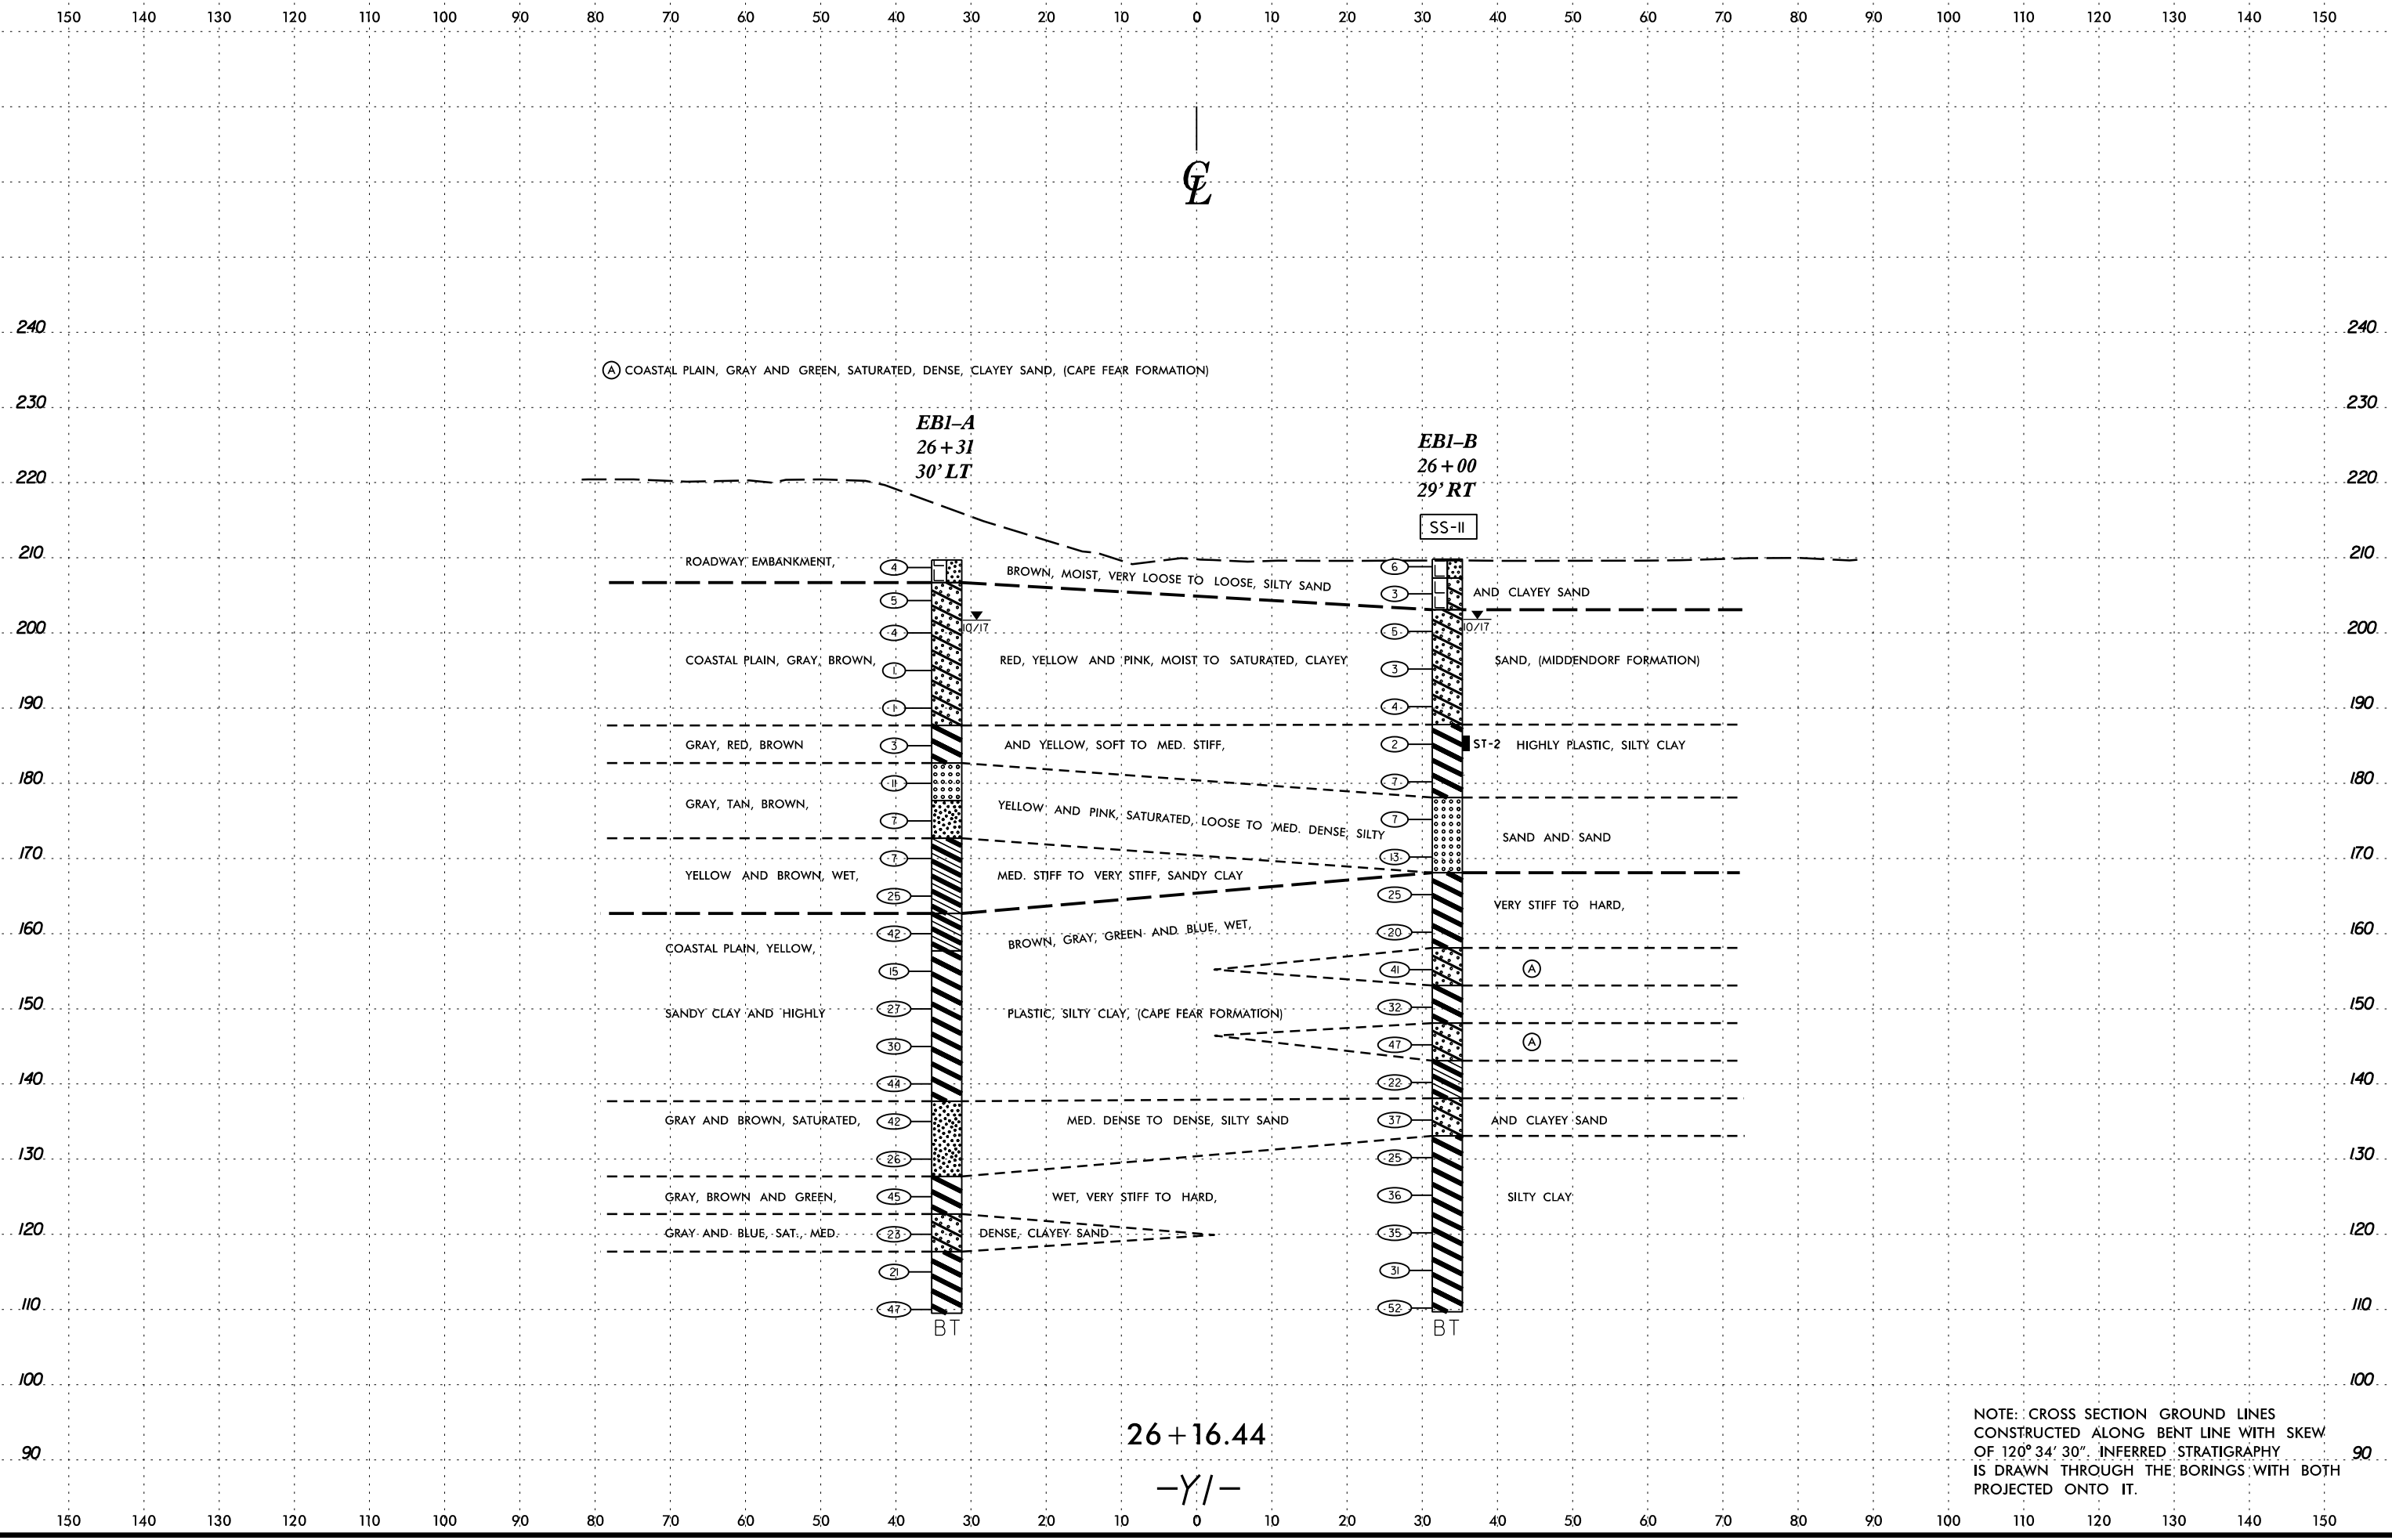 150 140 130 120 110 100 90 80 70 60 50 40 30 20 10 0 10 20 30 40 50 60 70 80 90 100 110 120 130 140 150
CL
240 240
Ⓐ COASTAL PLAIN, GRAY AND GREEN, SATURATED, DENSE, CLAYEY SAND, (CAPE FEAR FORMATION)
230 230
EB1-A
26+31
30' LT
EB1-B
26+00
29' RT
220 220
SS-11
210 210
ROADWAY EMBANKMENT, 4 BROWN, MOIST, VERY LOOSE TO LOOSE, SILTY SAND 6
5 3 AND CLAYEY SAND
10/17 10/17
200 4 5 200
COASTAL PLAIN, GRAY, BROWN, 1 RED, YELLOW AND PINK, MOIST TO SATURATED, CLAYEY 3 SAND, (MIDDENDORF FORMATION)
190 1 4 190
GRAY, RED, BROWN 3 AND YELLOW, SOFT TO MED. STIFF, 2 ST-2 HIGHLY PLASTIC, SILTY CLAY
180 11 7 180
GRAY, TAN, BROWN, 7 YELLOW AND PINK, SATURATED, LOOSE TO MED. DENSE, SILTY 7 SAND AND SAND
170 7 13 170
YELLOW AND BROWN, WET, 25 MED. STIFF TO VERY STIFF, SANDY CLAY 25 VERY STIFF TO HARD,
160 42 20 160
COASTAL PLAIN, YELLOW, BROWN, GRAY, GREEN AND BLUE, WET,
15 41 Ⓐ
150 27 32 150
SANDY CLAY AND HIGHLY PLASTIC, SILTY CLAY, (CAPE FEAR FORMATION)
30 47 Ⓐ
140 44 22 140
GRAY AND BROWN, SATURATED, 42 MED. DENSE TO DENSE, SILTY SAND 37 AND CLAYEY SAND
130 26 25 130
GRAY, BROWN AND GREEN, 45 WET, VERY STIFF TO HARD, 36 SILTY CLAY
120 120
GRAY AND BLUE, SAT., MED. 23 DENSE, CLAYEY SAND 35
21 31
110 47 52 110
BT BT
100 100
26+16.44
-Y1-
90 90
NOTE: CROSS SECTION GROUND LINES
CONSTRUCTED ALONG BENT LINE WITH SKEW
OF 120° 34' 30". INFERRED STRATIGRAPHY
IS DRAWN THROUGH THE BORINGS WITH BOTH
PROJECTED ONTO IT.
150 140 130 120 110 100 90 80 70 60 50 40 30 20 10 0 10 20 30 40 50 60 70 80 90 100 110 120 130 140 150